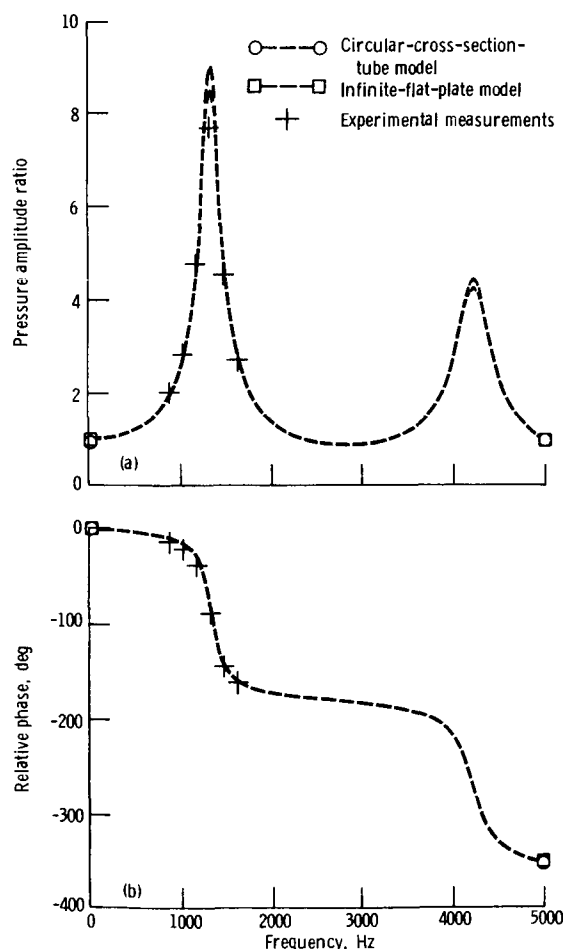 10
8
6
4
2
0
Pressure amplitude ratio
Circular-cross-section-
tube model
Infinite-flat-plate model
Experimental measurements
(a)
0
-100
-200
-300
-400
Relative phase, deg
(b)
0 1000 2000 3000 4000 5000
Frequency, Hz